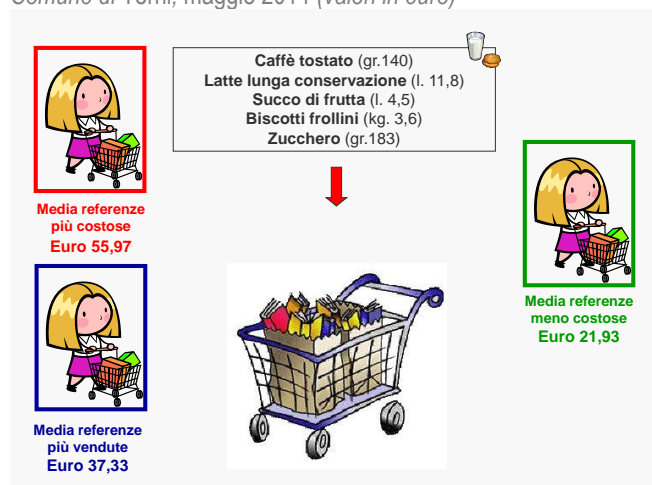 Caffè tostato (gr.140)
Latte lunga conservazione (l. 11,8)
Succo di frutta (l. 4,5)
Biscotti frollini (kg. 3,6)
Zucchero (gr.183)
Media referenze
più costose
Euro 55,97
Media referenze
meno costose
Euro 21,93
Media referenze
più vendute
Euro 37,33